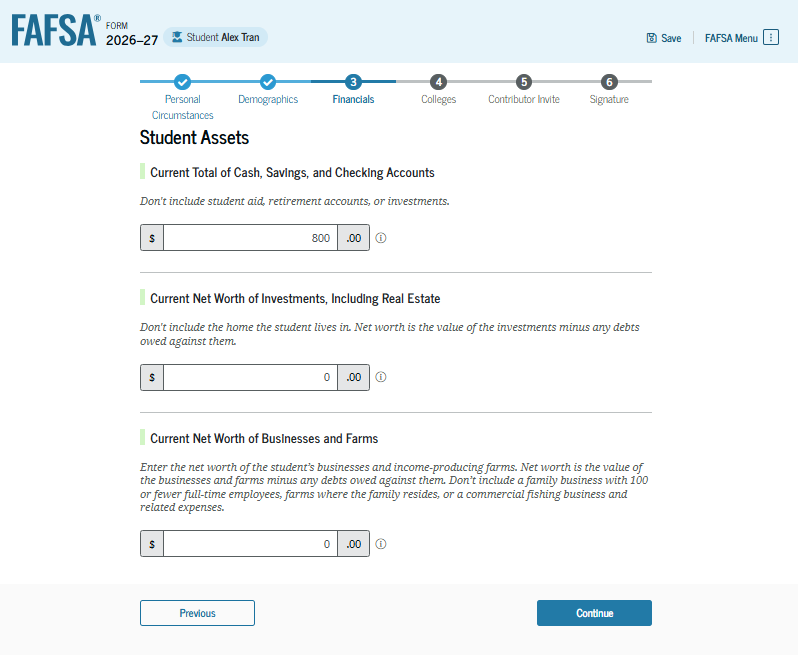 FAFSA® FORM
2026–27
Student Alex Tran
Save
FAFSA Menu
3
4
5
6
Personal Circumstances
Demographics
Financials
Colleges
Contributor Invite
Signature
Student Assets
Current Total of Cash, Savings, and Checking Accounts
Don't include student aid, retirement accounts, or investments.
$ 800 .00
Current Net Worth of Investments, Including Real Estate
Don't include the home the student lives in. Net worth is the value of the investments minus any debts
owed against them.
$ 0 .00
Current Net Worth of Businesses and Farms
Enter the net worth of the student's businesses and income-producing farms. Net worth is the value of
the businesses and farms minus any debts owed against them. Don't include a family business with 100
or fewer full-time employees, farms where the family resides, or a commercial fishing business and
related expenses.
$ 0 .00
Previous
Continue